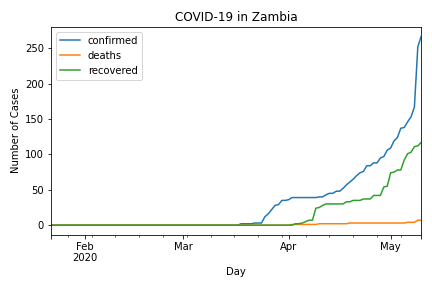 COVID-19 in Zambia
confirmed
deaths
recovered
Number of Cases
250
200
150
100
50
0
Feb
2020
Mar
Apr
May
Day